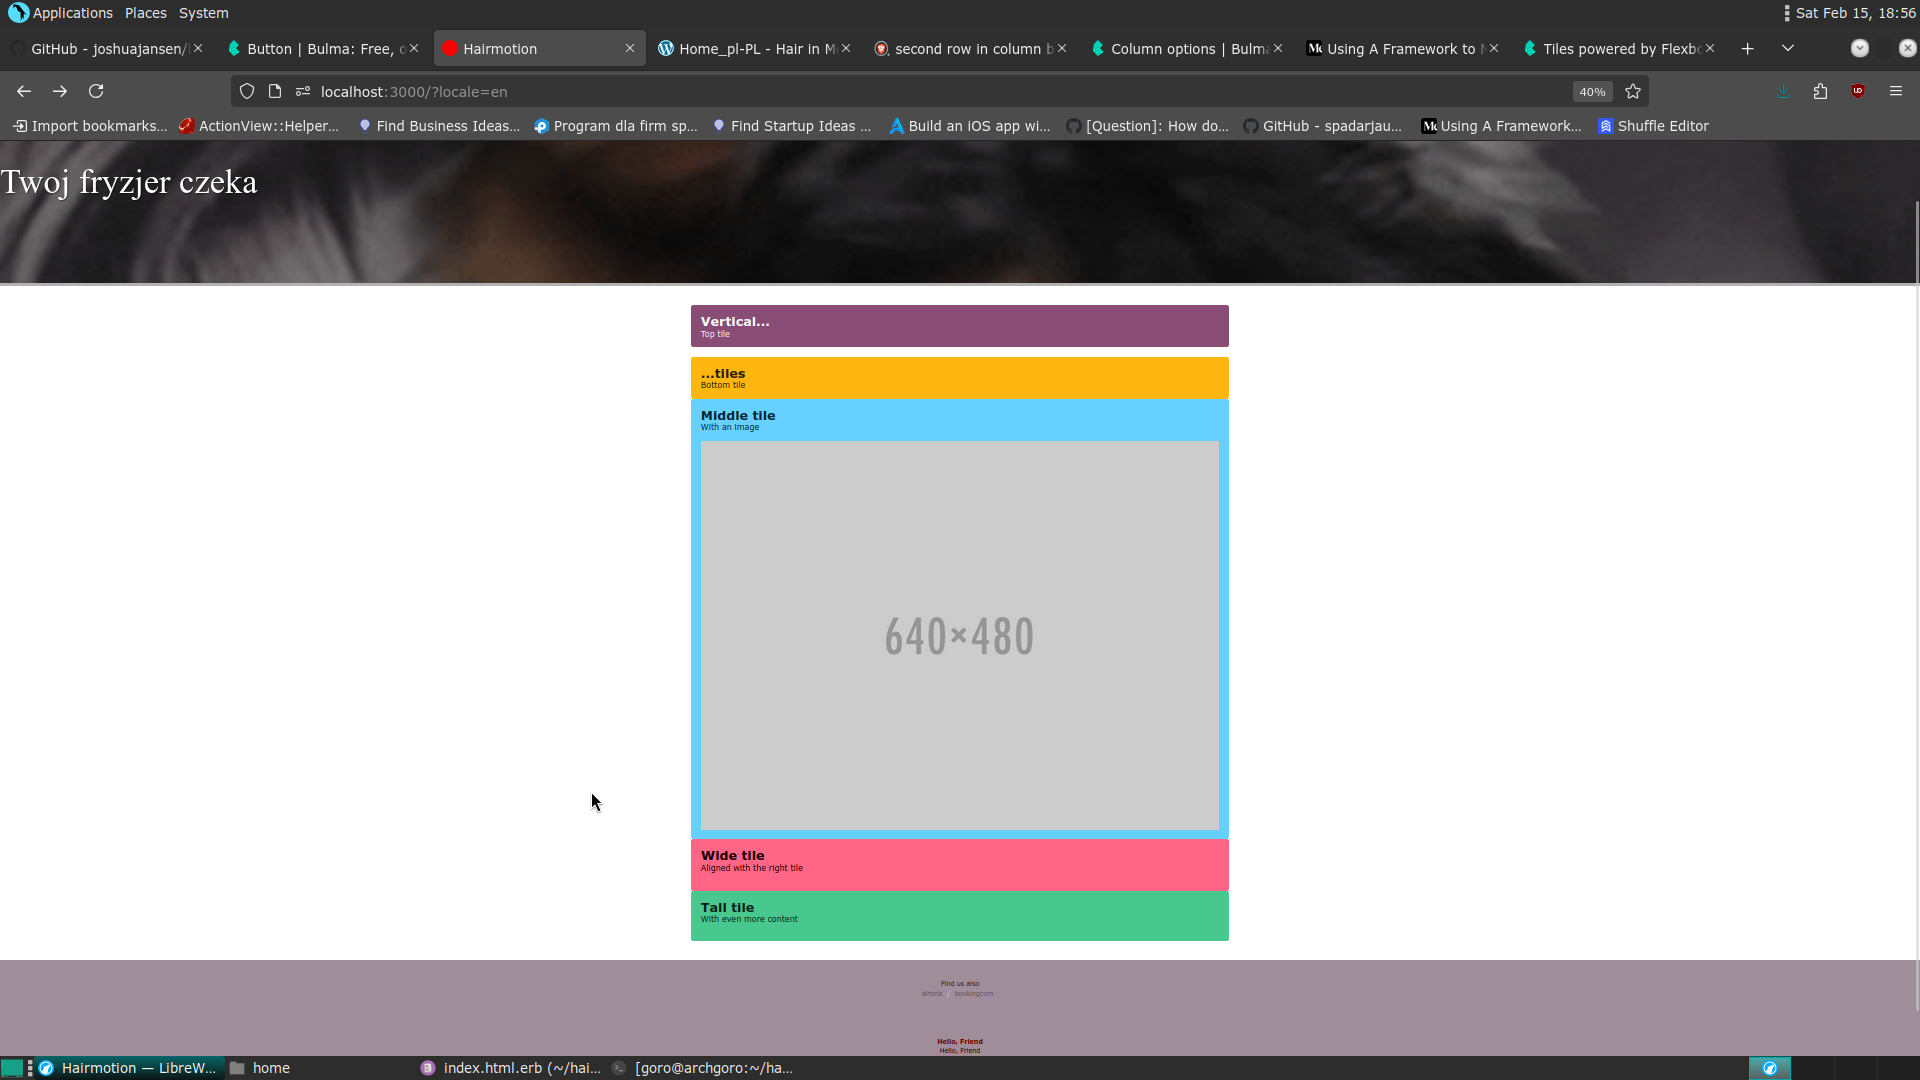 Applications Places System
Sat Feb 15, 18:56
GitHub - joshuajansen/
Button | Bulma: Free, o
Hairmotion
Home_pl-PL - Hair in M
second row in column b
Column options | Bulma
Using A Framework to
Tiles powered by Flexbo
localhost:3000/?locale=en
40%
Import bookmarks...
ActionView::Helper...
Find Business Ideas...
Program dla firm sp...
Find Startup Ideas ...
Build an iOS app wi...
[Question]: How do...
GitHub - spadarjau...
Using A Framework...
Shuffle Editor
Twoj fryzjer czeka
Vertical...
Top tile
...tiles
Bottom tile
Middle tile
With an image
640×480
Wide tile
Aligned with the right tile
Tall tile
With even more content
Find us also
airbnb / bookingcom
Hello, Friend
Hello, Friend
Hairmotion — LibreW...
home
index.html.erb (~/hai...
[goro@archgoro:~/ha...